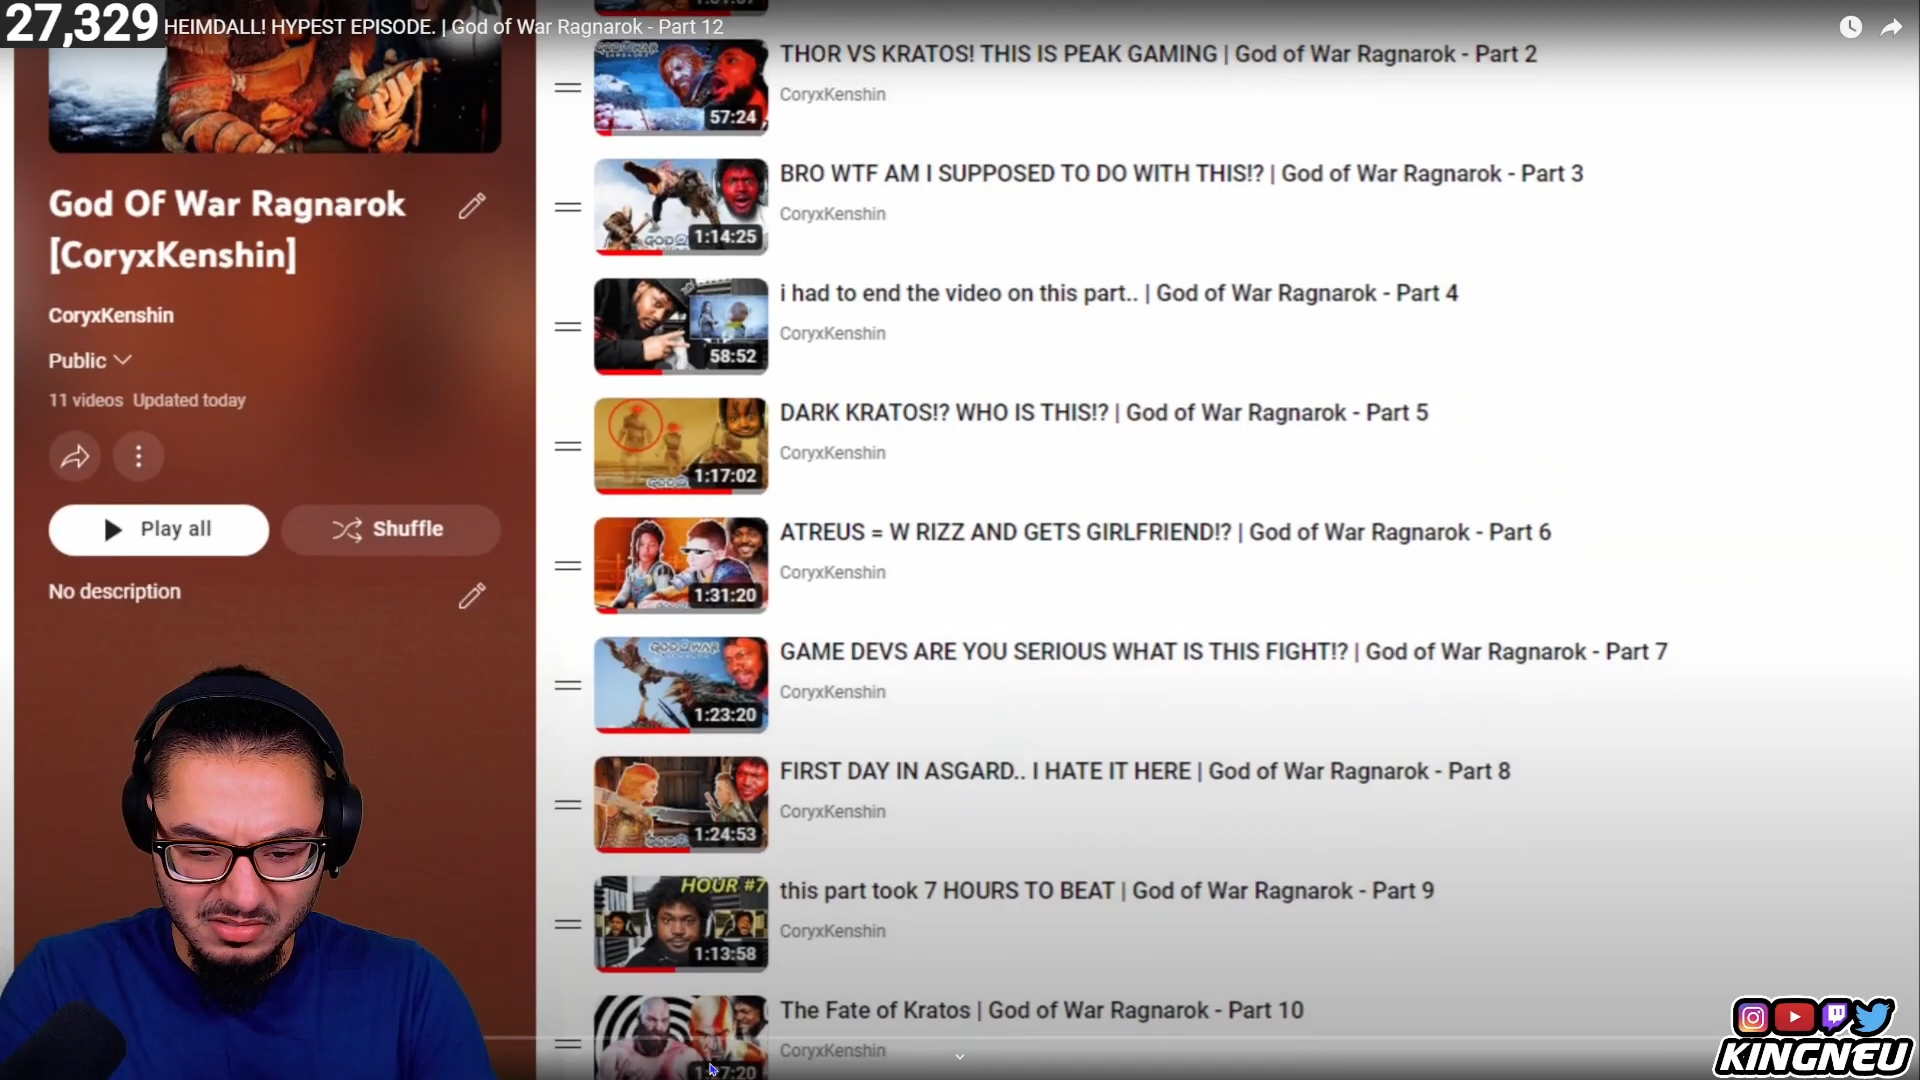 27,329
HEIMDALL! HYPEST EPISODE. | God of War Ragnarok - Part 12
God Of War Ragnarok
[CoryxKenshin]
CoryxKenshin
Public
11 videos Updated today
Play all
Shuffle
No description
THOR VS KRATOS! THIS IS PEAK GAMING | God of War Ragnarok - Part 2
CoryxKenshin
57:24
BRO WTF AM I SUPPOSED TO DO WITH THIS!? | God of War Ragnarok - Part 3
CoryxKenshin
1:14:25
i had to end the video on this part.. | God of War Ragnarok - Part 4
CoryxKenshin
58:52
DARK KRATOS!? WHO IS THIS!? | God of War Ragnarok - Part 5
CoryxKenshin
1:17:02
ATREUS = W RIZZ AND GETS GIRLFRIEND!? | God of War Ragnarok - Part 6
CoryxKenshin
1:31:20
GAME DEVS ARE YOU SERIOUS WHAT IS THIS FIGHT!? | God of War Ragnarok - Part 7
CoryxKenshin
GOD WAR
1:23:20
FIRST DAY IN ASGARD.. I HATE IT HERE | God of War Ragnarok - Part 8
CoryxKenshin
1:24:53
this part took 7 HOURS TO BEAT | God of War Ragnarok - Part 9
CoryxKenshin
HOUR #7
1:13:58
The Fate of Kratos | God of War Ragnarok - Part 10
CoryxKenshin
KINGNEU